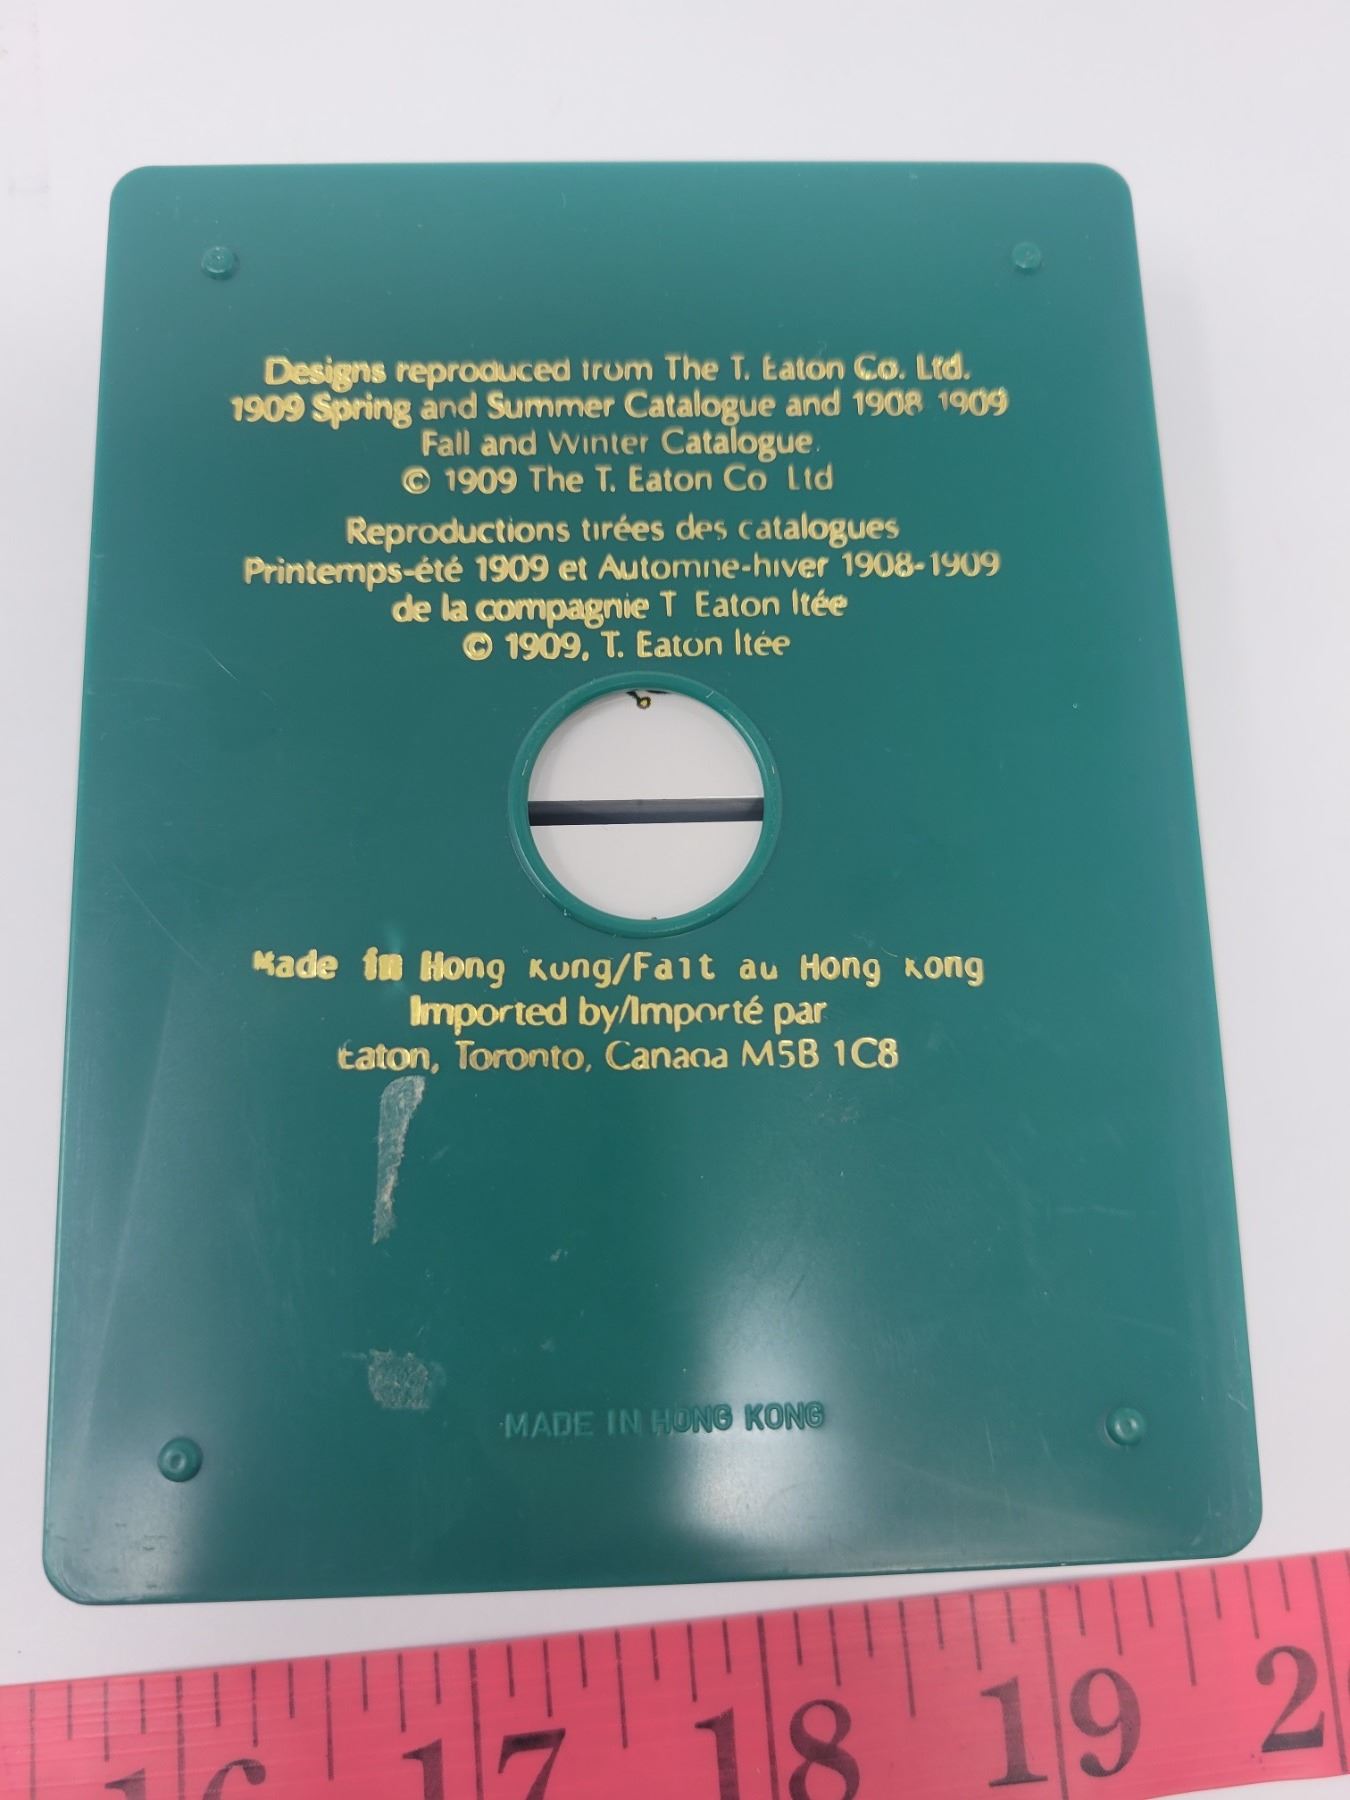 Designs reproduced from The T. Eaton Co. Ltd.
1909 Spring and Summer Catalogue and 1908-1909
Fall and Winter Catalogue.
© 1909 The T. Eaton Co Ltd
Reproductions tirées des catalogues
Printemps-été 1909 et Automne-hiver 1908-1909
de la compagnie T Eaton ltée
© 1909, T. Eaton ltée
Made in Hong Kong/Fait au Hong Kong
Imported by/Importé par
Eaton, Toronto, Canada M5B 1C8
MADE IN HONG KONG
16 17 18 19 20